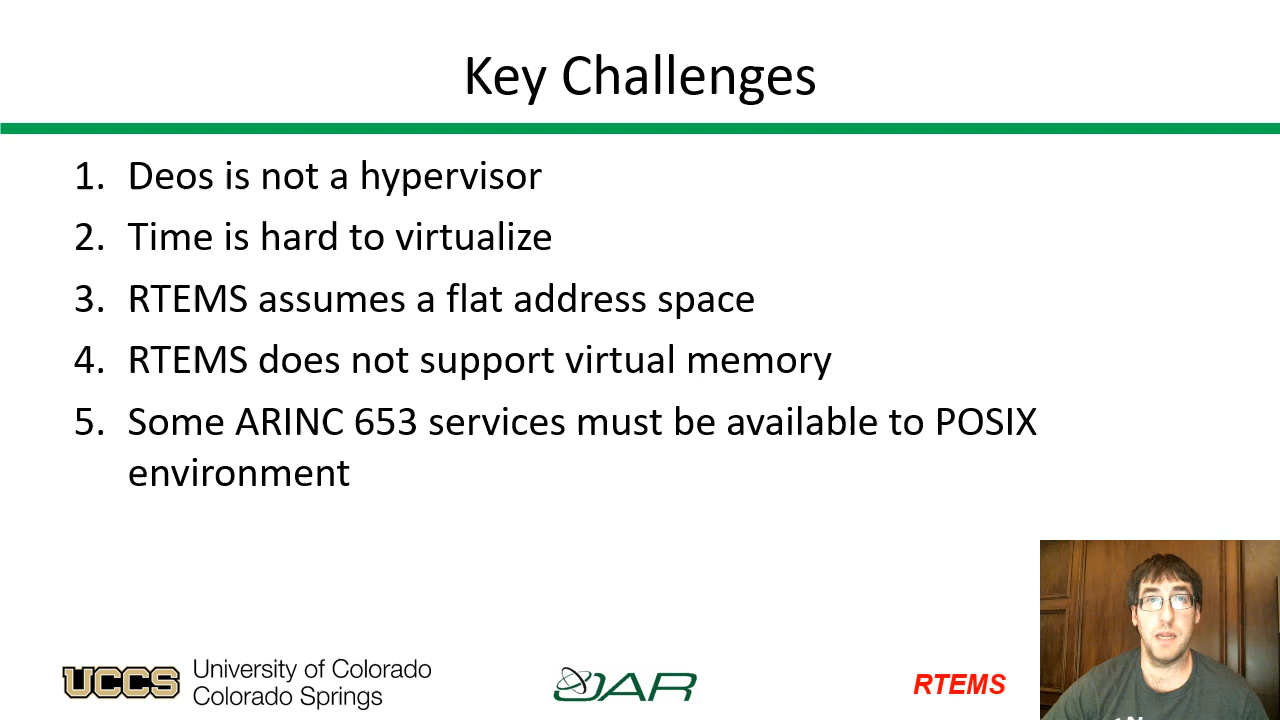 Key Challenges
1. Deos is not a hypervisor
2. Time is hard to virtualize
3. RTEMS assumes a flat address space
4. RTEMS does not support virtual memory
5. Some ARINC 653 services must be available to POSIX
environment
UCCS University of Colorado
Colorado Springs
OAR
RTEMS